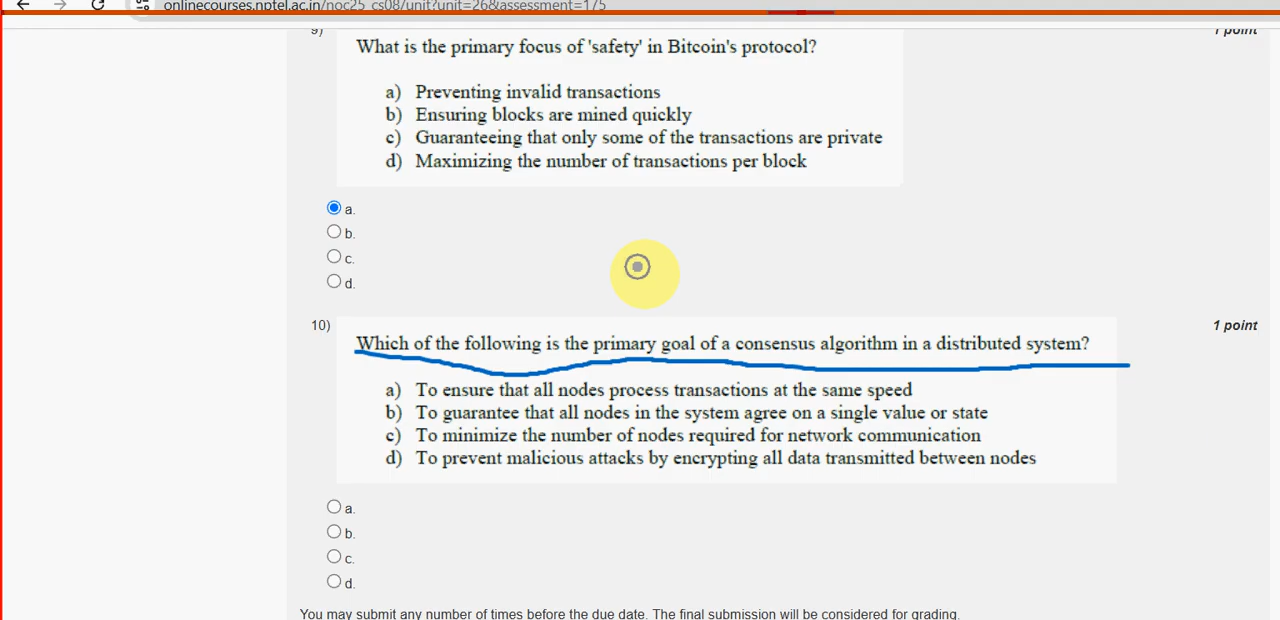 onlinecourses.nptel.ac.in/noc25_cs08/unit?unit=26&assessment=175
9)
1 point
What is the primary focus of 'safety' in Bitcoin's protocol?
a) Preventing invalid transactions
b) Ensuring blocks are mined quickly
c) Guaranteeing that only some of the transactions are private
d) Maximizing the number of transactions per block
a.
b.
c.
d.
10)
1 point
Which of the following is the primary goal of a consensus algorithm in a distributed system?
a) To ensure that all nodes process transactions at the same speed
b) To guarantee that all nodes in the system agree on a single value or state
c) To minimize the number of nodes required for network communication
d) To prevent malicious attacks by encrypting all data transmitted between nodes
a.
b.
c.
d.
You may submit any number of times before the due date. The final submission will be considered for grading.